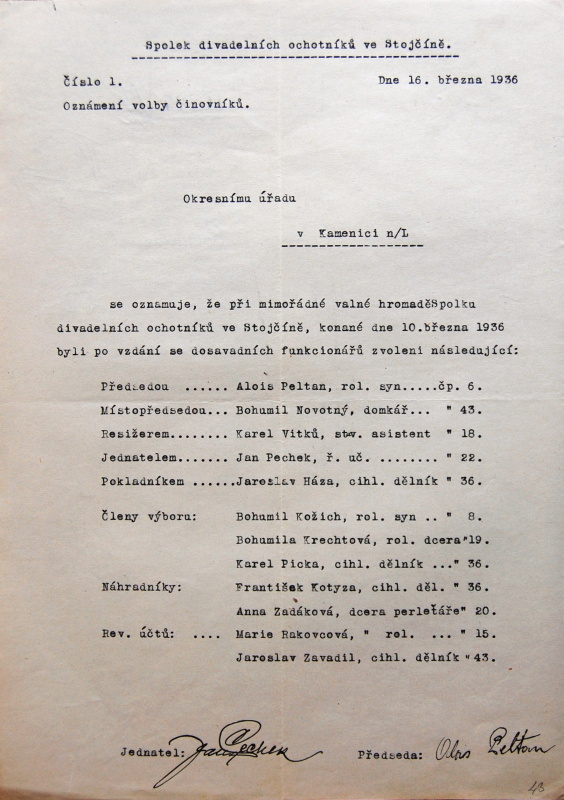 Spolek divadelních ochotníků ve Stojčíně.
Číslo 1. Dne 16. března 1936
Oznámení volby činovníků.
Okresnímu úřadu
v Kamenici n/L
se oznamuje, že při mimořádné valné hromaděSpolku
divadelních ochotníků ve Stojčíně, konané dne 10.března 1936
byli po vzdání se dosavadních funkcionářů zvoleni následující:
Předsedou ...... Alois Peltan, rol. syn.....čp. 6.
Místopředsedou... Bohumil Novotný, domkář... " 43.
Resižerem........ Karel Vitků, stav. asistent " 18.
Jednatelem....... Jan Pechek, ř. uč. ........ " 22.
Pokladníkem ......Jaroslav Háza, cihl. dělník " 36.
Členy výboru: Bohumil Kožich, rol. syn .. " 8.
Bohumila Krechtová, rol. dcera"19.
Karel Picka, cihl. dělník ..." 36.
Náhradníky: František Kotyza, cihl. děl. " 36.
Anna Zadáková, dcera perleťáře" 20.
Rev. účtů: .... Marie Rakovcová, " rol. ... " 15.
Jaroslav Zavadil, cihl. dělník "43.
Jednatel: Jan Pechek Předseda: Alois Peltan
43